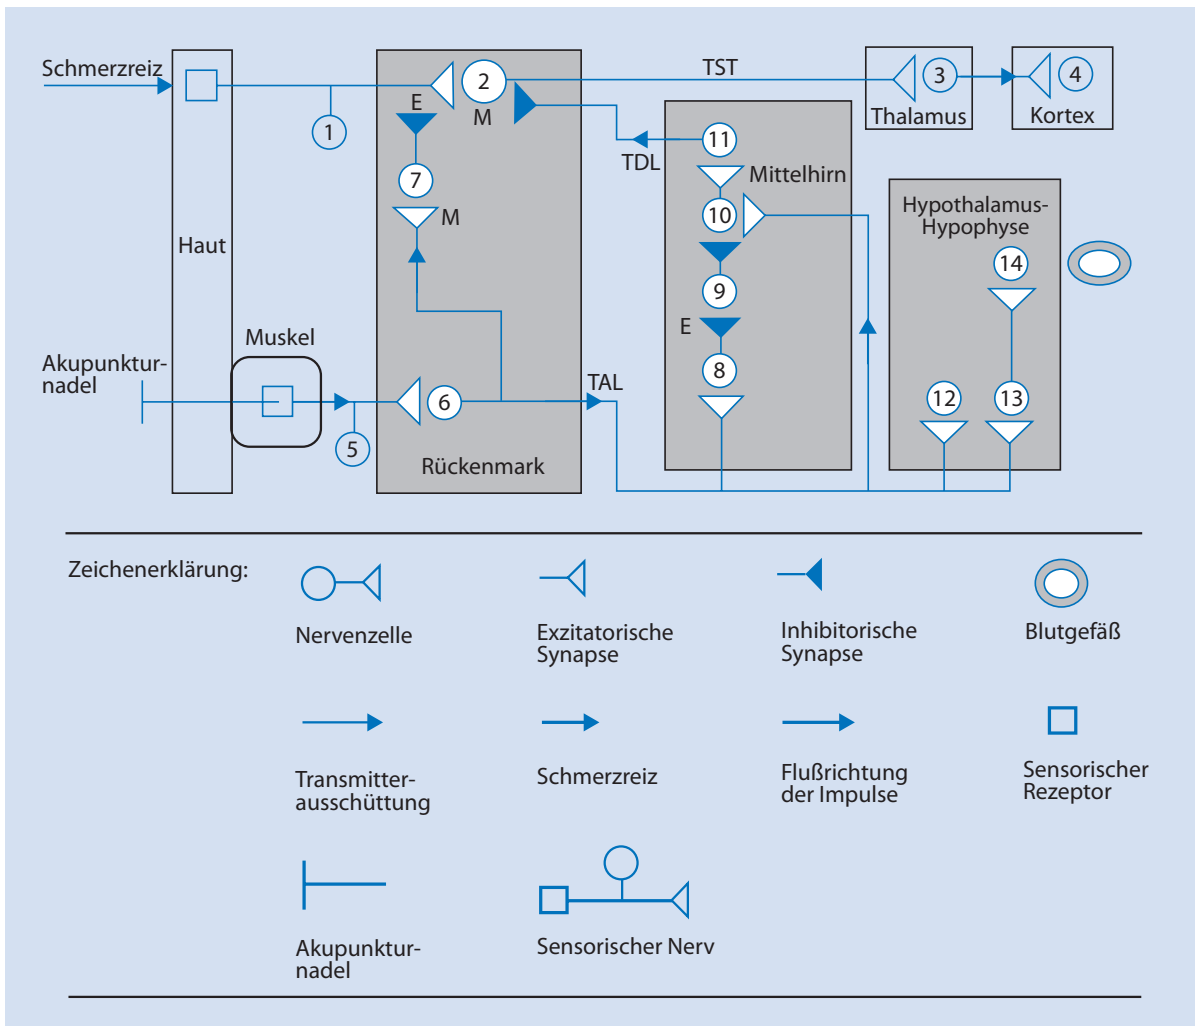 Schmerzreiz
TST
2
3
4
E
M
Thalamus
Kortex
1
11
TDL
Mittelhirn
7
10
M
Hypothalamus-
Hypophyse
Haut
14
9
E
Muskel
Akupunktur-
nadel
8
TAL
6
12
13
5
Rückenmark
Zeichenerklärung:
Nervenzelle
Exzitatorische
Synapse
Inhibitorische
Synapse
Blutgefäß
Transmitter-
ausschüttung
Schmerzreiz
Flußrichtung
der Impulse
Sensorischer
Rezeptor
Akupunktur-
nadel
Sensorischer Nerv